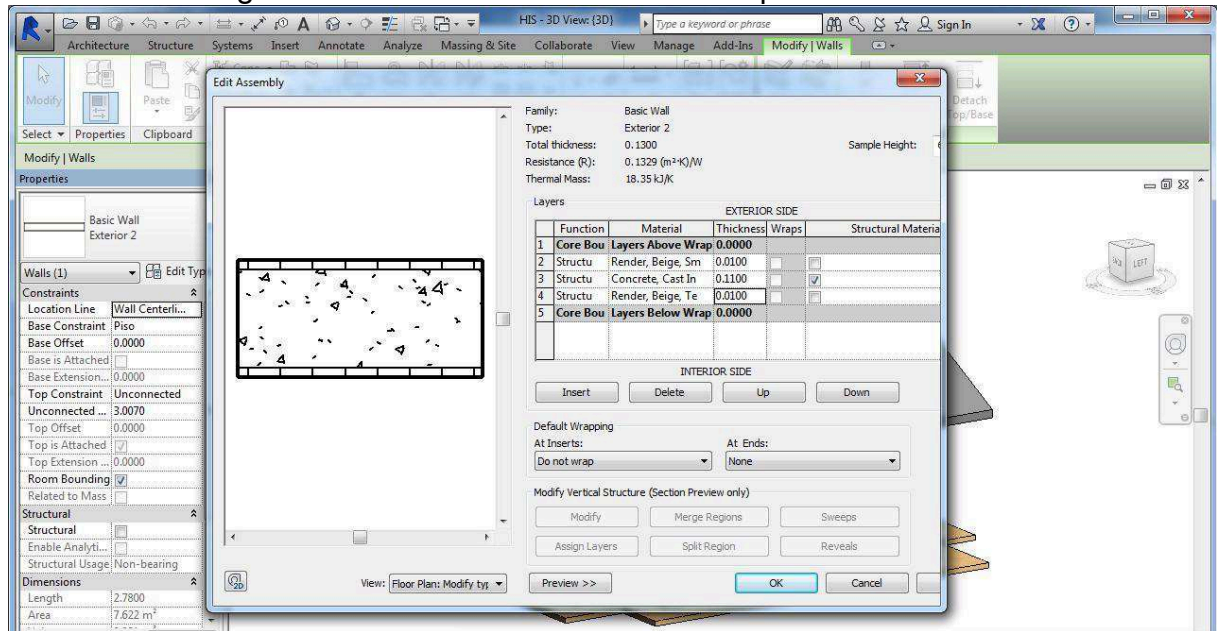 HIS - 3D View: {3D}
Type a keyword or phrase
Sign In
Architecture Structure Systems Insert Annotate Analyze Massing & Site Collaborate View Manage Add-Ins Modify | Walls
Modify
Paste
Detach
Top/Base
Select Properties Clipboard
Modify | Walls
Properties
Basic Wall
Exterior 2
Walls (1) Edit Typ
Constraints
Location Line Wall Centerli...
Base Constraint Piso
Base Offset 0.0000
Base is Attached
Base Extension... 0.0000
Top Constraint Unconnected
Unconnected ... 3.0070
Top Offset 0.0000
Top is Attached
Top Extension ... 0.0000
Room Bounding
Related to Mass
Structural
Structural
Enable Analyti...
Structural Usage Non-bearing
Dimensions
Length 2.7800
Area 7.622 m²
Edit Assembly
Family: Basic Wall
Type: Exterior 2
Total thickness: 0.1300 Sample Height:
Resistance (R): 0.1329 (m²·K)/W
Thermal Mass: 18.35 kJ/K
Layers
EXTERIOR SIDE
Function Material Thickness Wraps Structural Materia
1 Core Bou Layers Above Wrap 0.0000
2 Structu Render, Beige, Sm 0.0100
3 Structu Concrete, Cast In 0.1100
4 Structu Render, Beige, Te 0.0100
5 Core Bou Layers Below Wrap 0.0000
INTERIOR SIDE
Insert Delete Up Down
Default Wrapping
At Inserts: At Ends:
Do not wrap None
Modify Vertical Structure (Section Preview only)
Modify Merge Regions Sweeps
Assign Layers Split Region Reveals
2D View: Floor Plan: Modify typ Preview >> OK Cancel
LEFT